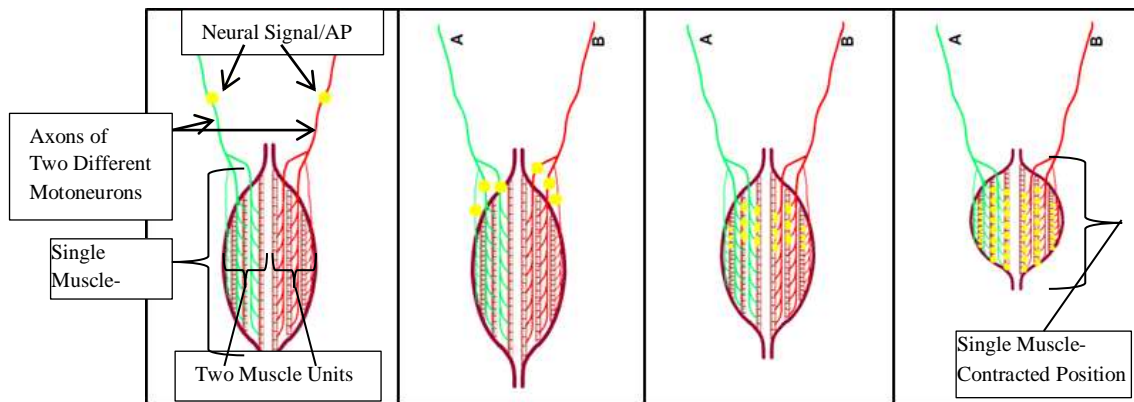 Neural Signal/AP
Axons of
Two Different
Motoneurons
Single
Muscle-
Two Muscle Units
A
B
A
B
A
B
Single Muscle-
Contracted Position